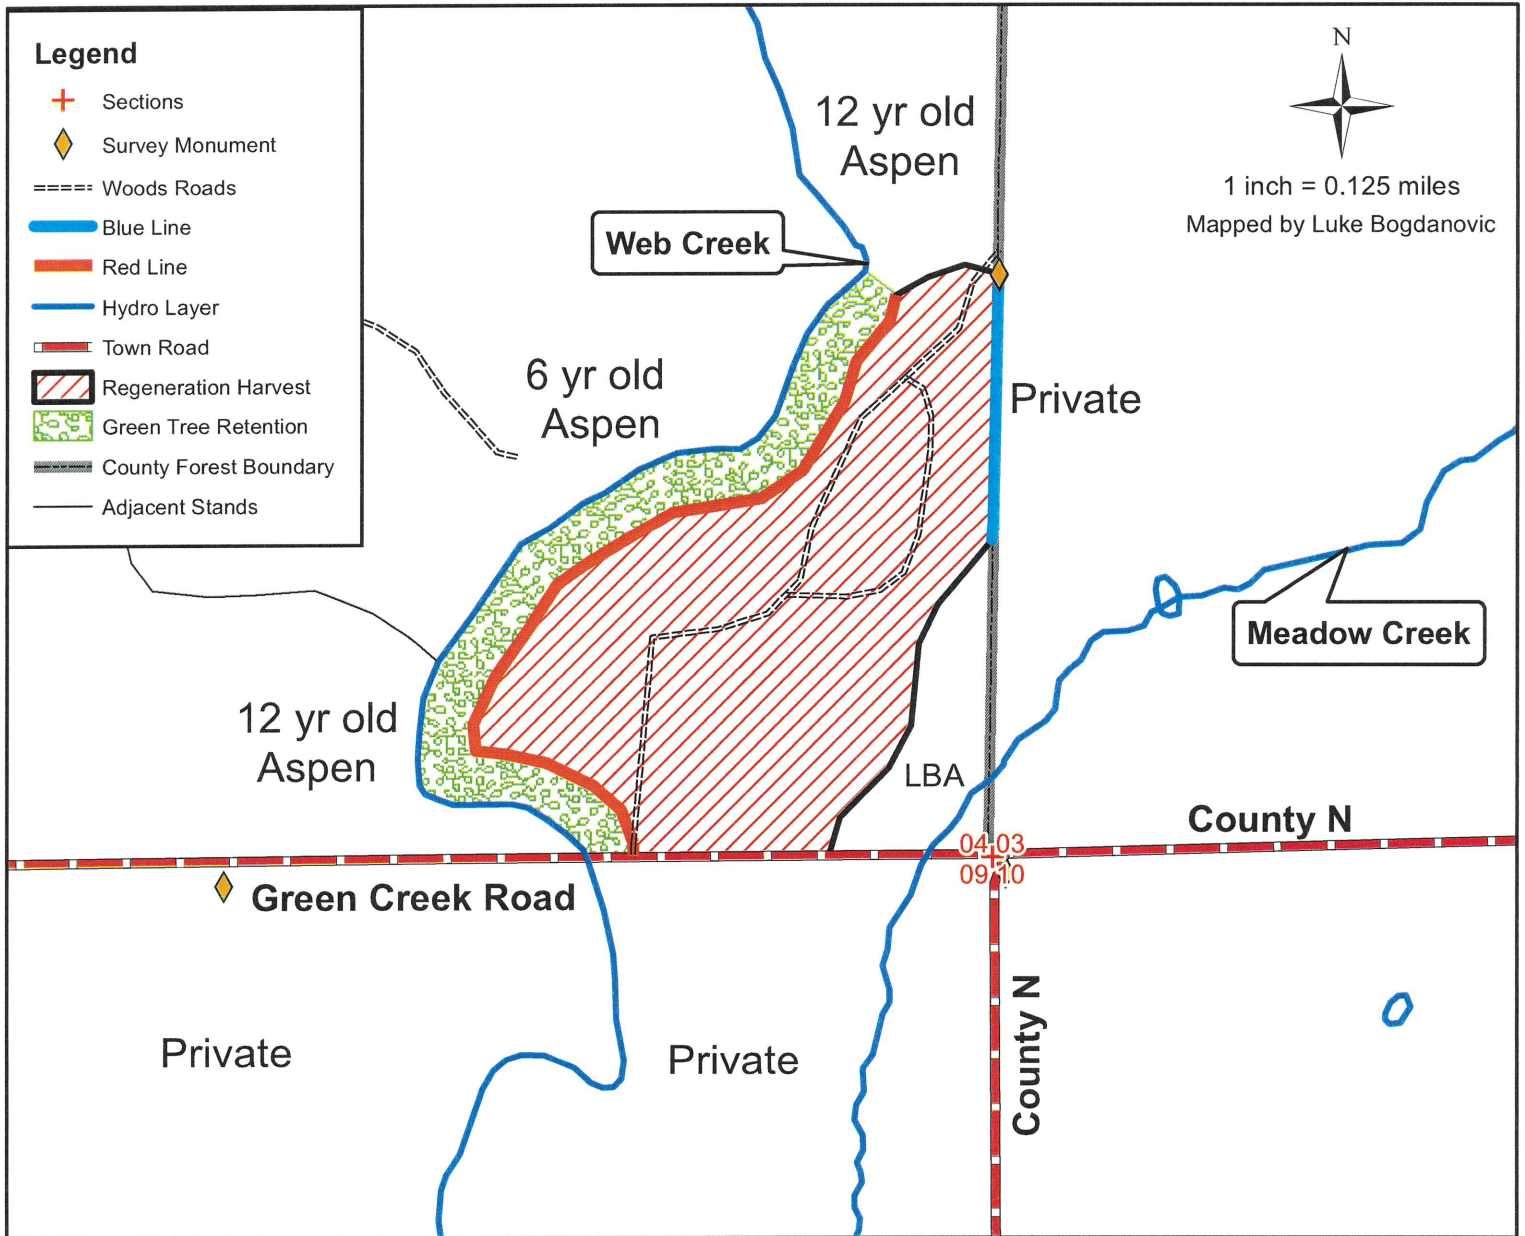 Legend
Sections
Survey Monument
Woods Roads
Blue Line
Red Line
Hydro Layer
Town Road
Regeneration Harvest
Green Tree Retention
County Forest Boundary
Adjacent Stands
12 yr old
Aspen
N
1 inch = 0.125 miles
Mapped by Luke Bogdanovic
Web Creek
6 yr old
Aspen
Private
Meadow Creek
12 yr old
Aspen
LBA
County N
04 03
09 10
Green Creek Road
County N
Private
Private